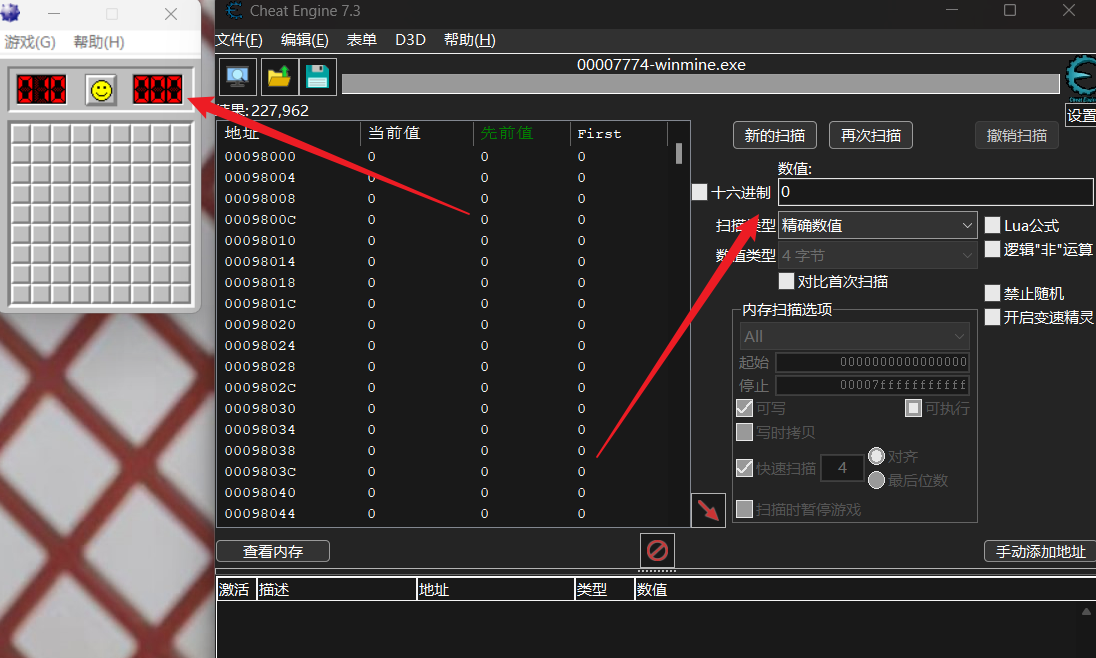 Cheat Engine 7.3
游戏(G) 帮助(H)
文件(F) 编辑(E) 表单 D3D 帮助(H)
00007774-winmine.exe
010 000
结果: 227,962
设置
地址 当前值 先前值 First
00098000 0 0 0
00098004 0 0 0
00098008 0 0 0
0009800C 0 0 0
00098010 0 0 0
00098014 0 0 0
00098018 0 0 0
0009801C 0 0 0
00098020 0 0 0
00098024 0 0 0
00098028 0 0 0
0009802C 0 0 0
00098030 0 0 0
00098034 0 0 0
00098038 0 0 0
0009803C 0 0 0
00098040 0 0 0
00098044 0 0 0
新的扫描 再次扫描 撤销扫描
数值:
十六进制 0
扫描类型 精确数值 Lua公式
数值类型 4 字节 逻辑"非"运算
对比首次扫描
禁止随机
内存扫描选项
开启变速精灵
All
起始 0000000000000000
停止 00007fffffffffff
可写 可执行
写时拷贝
快速扫描 4 对齐
最后位数
扫描时暂停游戏
查看内存 手动添加地址
激活 描述 地址 类型 数值